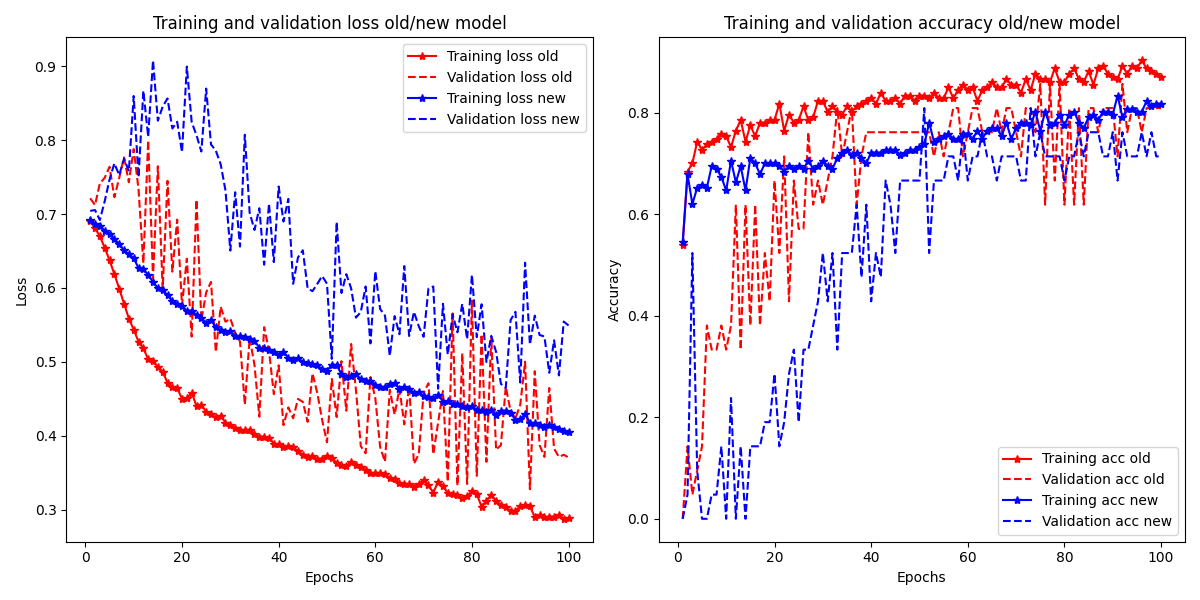 Training and validation loss old/new model
Training loss old
Validation loss old
Training loss new
Validation loss new
0.9
0.8
0.7
0.6
0.5
0.4
0.3
Loss
0
20
40
60
80
100
Epochs
Training and validation accuracy old/new model
0.8
0.6
0.4
0.2
0.0
Accuracy
Training acc old
Validation acc old
Training acc new
Validation acc new
0
20
40
60
80
100
Epochs